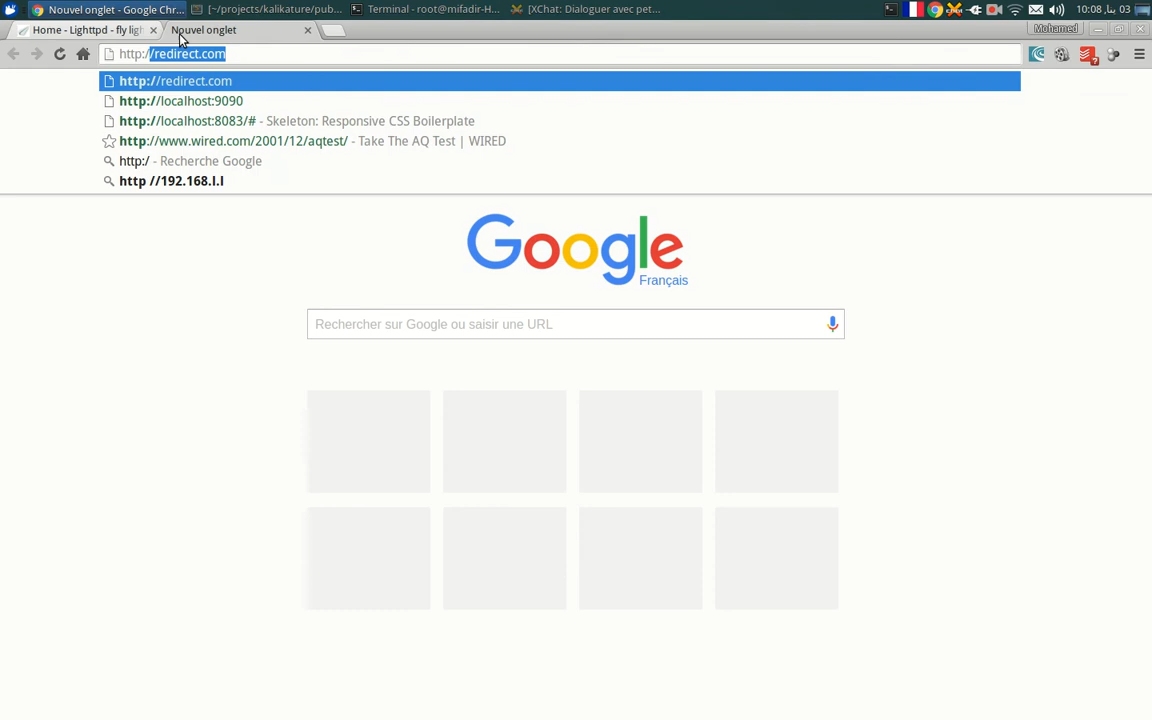 Nouvel onglet - Google Chr... [~/projects/kalikature/pub... Terminal - root@mifadir-H... [XChat: Dialoguer avec pet... 10:08 ,يىا 03
Home - Lighttpd - fly ligh Nouvel onglet Mohamed
http://redirect.com
http://redirect.com
http://localhost:9090
http://localhost:8083/# - Skeleton: Responsive CSS Boilerplate
http://www.wired.com/2001/12/aqtest/ - Take The AQ Test | WIRED
http:/ - Recherche Google
http //192.168.l.l
Google
Français
Rechercher sur Google ou saisir une URL